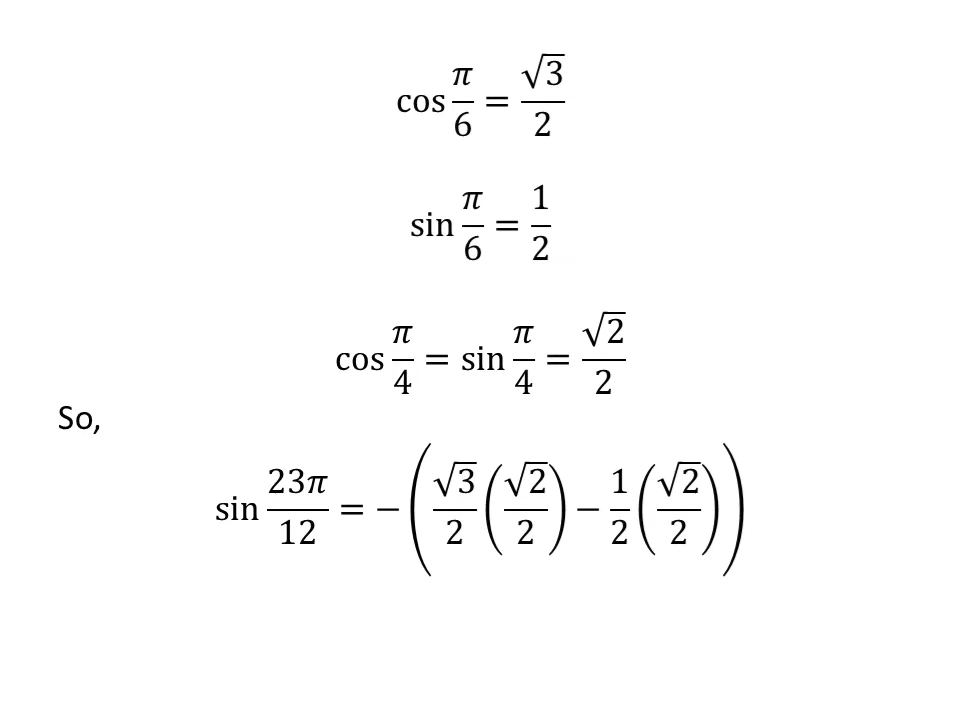 cos π/6 = √3/2
sin π/6 = 1/2
cos π/4 = sin π/4 = √2/2
So,
sin 23π/12 = −(√3/2 (√2/2) − 1/2 (√2/2))